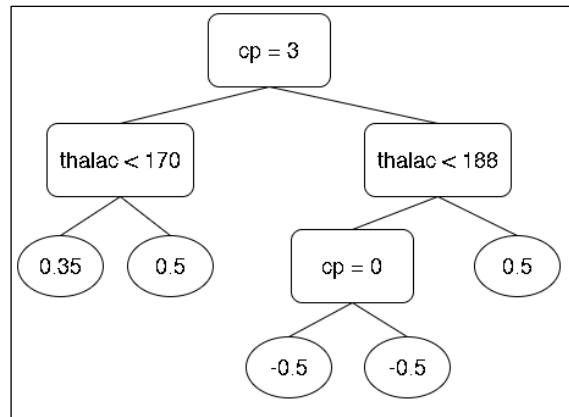 cp = 3
thalac < 170
thalac < 188
0.35
0.5
cp = 0
0.5
-0.5
-0.5